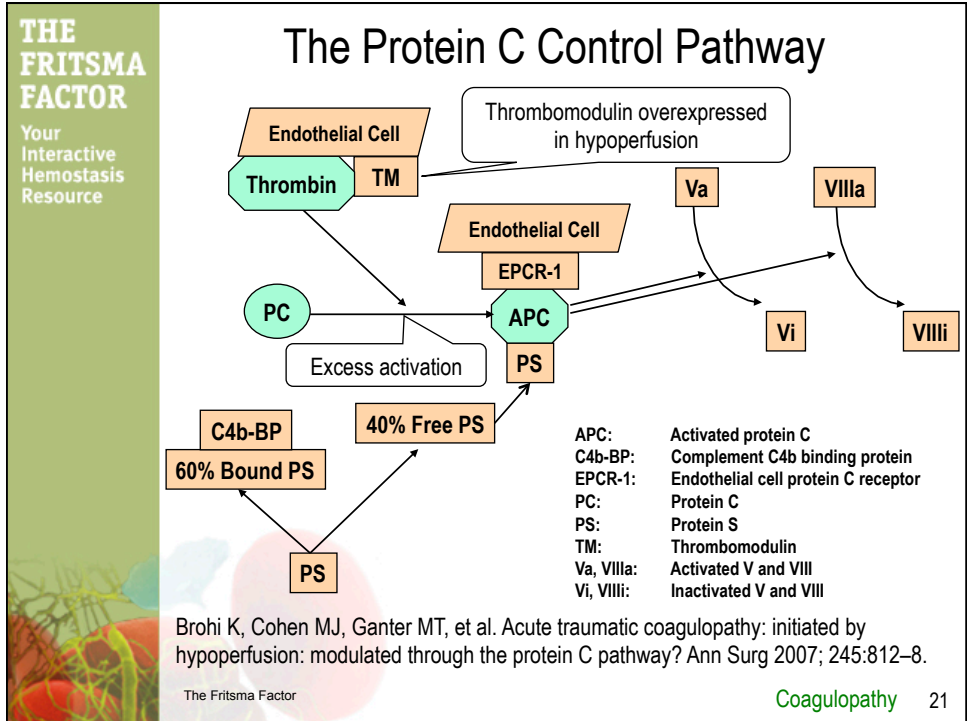 THE
FRITSMA
FACTOR
Your
Interactive
Hemostasis
Resource
The Protein C Control Pathway
Thrombomodulin overexpressed
in hypoperfusion
Endothelial Cell
Thrombin
TM
Va
VIIIa
Endothelial Cell
EPCR-1
PC
APC
Vi
VIIIi
Excess activation
PS
C4b-BP
60% Bound PS
40% Free PS
PS
APC: Activated protein C
C4b-BP: Complement C4b binding protein
EPCR-1: Endothelial cell protein C receptor
PC: Protein C
PS: Protein S
TM: Thrombomodulin
Va, VIIIa: Activated V and VIII
Vi, VIIIi: Inactivated V and VIII
Brohi K, Cohen MJ, Ganter MT, et al. Acute traumatic coagulopathy: initiated by
hypoperfusion: modulated through the protein C pathway? Ann Surg 2007; 245:812–8.
The Fritsma Factor
Coagulopathy 21